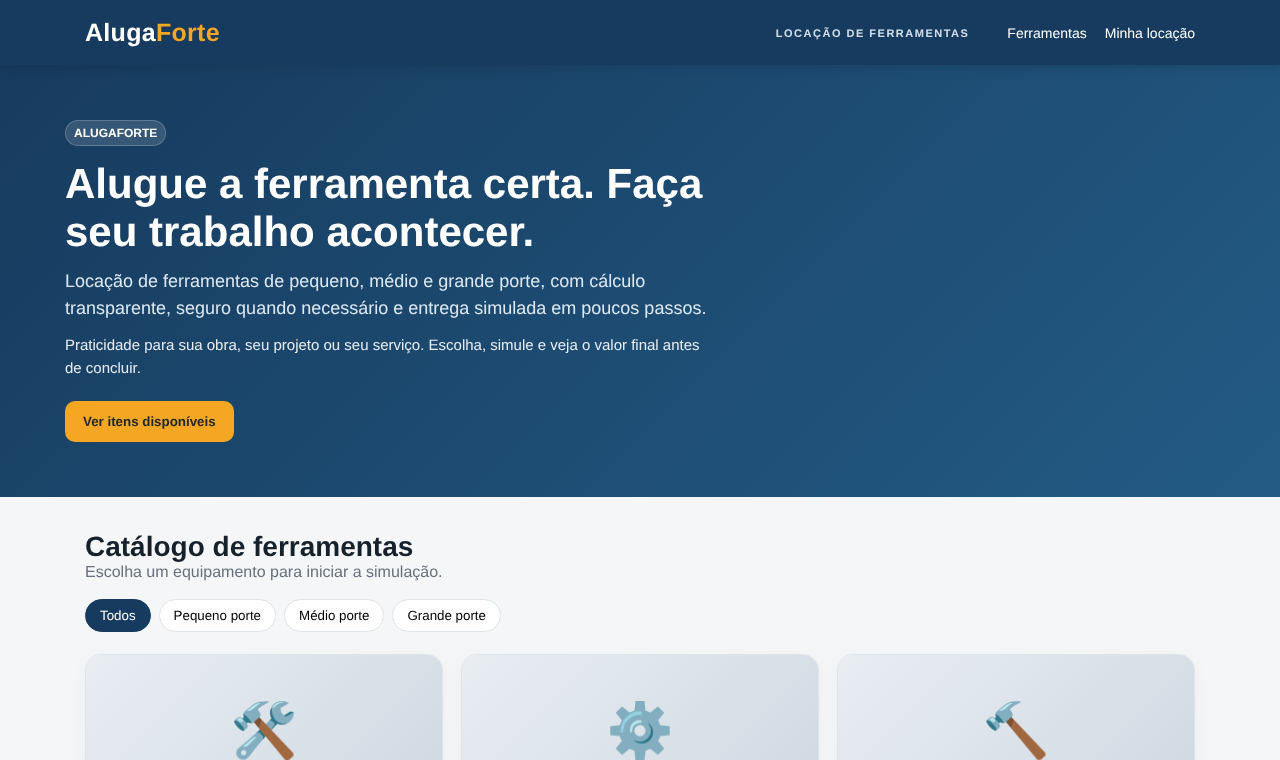 AlugaForte
LOCAÇÃO DE FERRAMENTAS
Ferramentas
Minha locação
ALUGAFORTE
Alugue a ferramenta certa. Faça
seu trabalho acontecer.
Locação de ferramentas de pequeno, médio e grande porte, com cálculo
transparente, seguro quando necessário e entrega simulada em poucos passos.
Praticidade para sua obra, seu projeto ou seu serviço. Escolha, simule e veja o valor final antes
de concluir.
Ver itens disponíveis
Catálogo de ferramentas
Escolha um equipamento para iniciar a simulação.
Todos
Pequeno porte
Médio porte
Grande porte